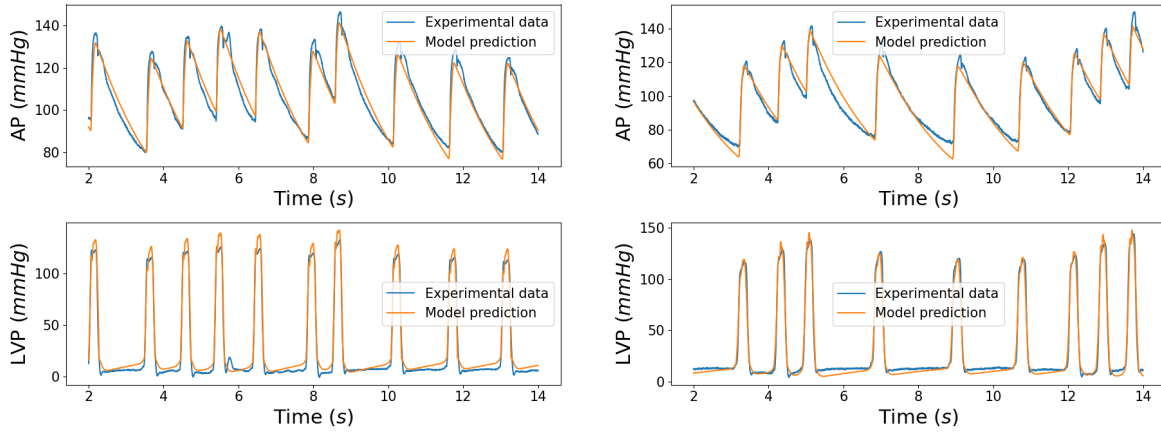 AP (mmHg)
140
120
100
80
2 4 6 8 10 12 14
Time (s)
Experimental data
Model prediction
AP (mmHg)
140
120
100
80
60
2 4 6 8 10 12 14
Time (s)
Experimental data
Model prediction
LVP (mmHg)
100
50
0
2 4 6 8 10 12 14
Time (s)
Experimental data
Model prediction
LVP (mmHg)
150
100
50
0
2 4 6 8 10 12 14
Time (s)
Experimental data
Model prediction